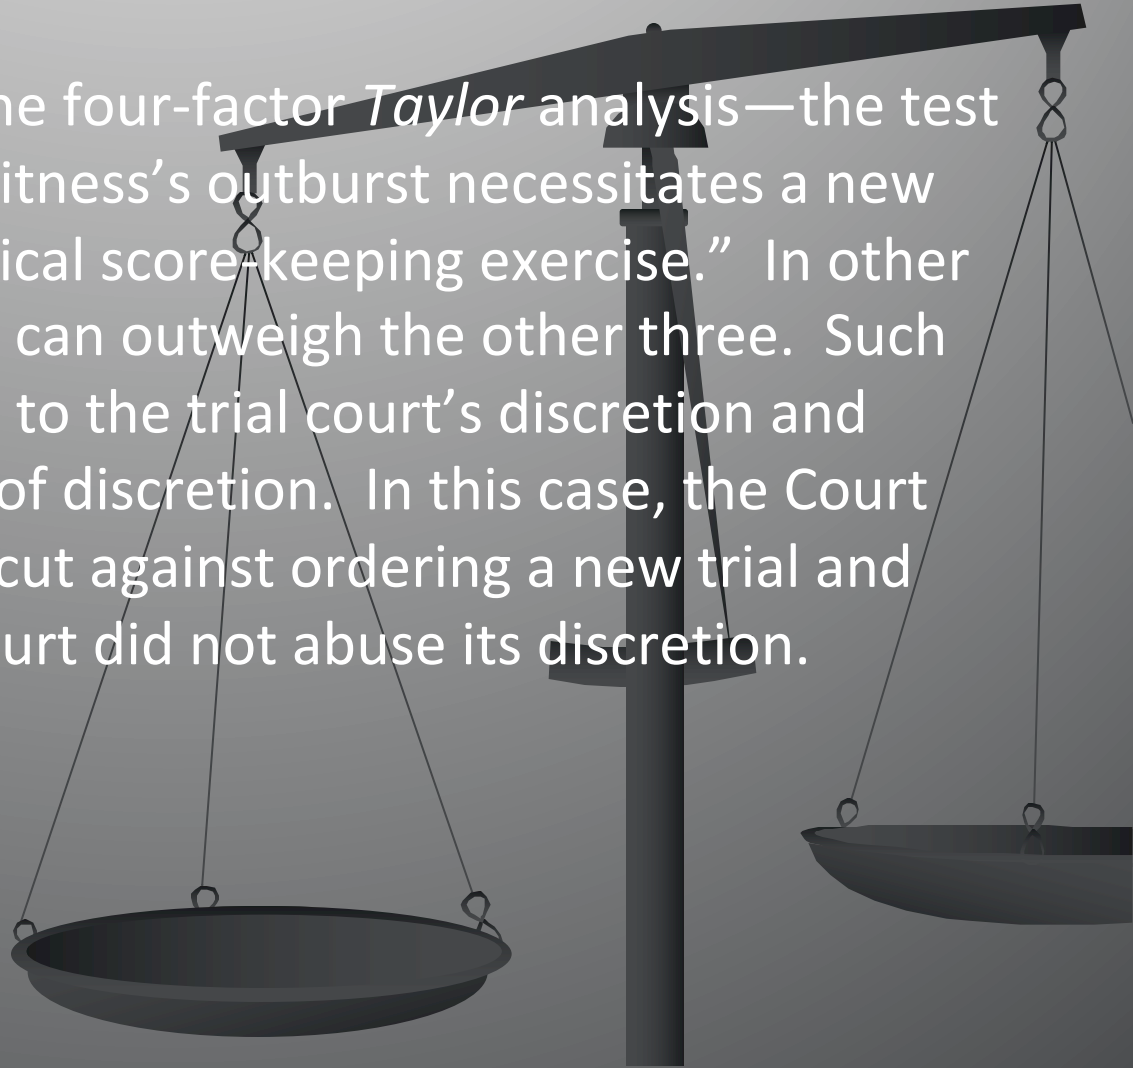 he four-factor Taylor analysis—the test
itness’s outburst necessitates a new
ical score-keeping exercise.”  In other
can outweigh the other three.  Such
to the trial court’s discretion and
of discretion.  In this case, the Court
cut against ordering a new trial and
urt did not abuse its discretion.